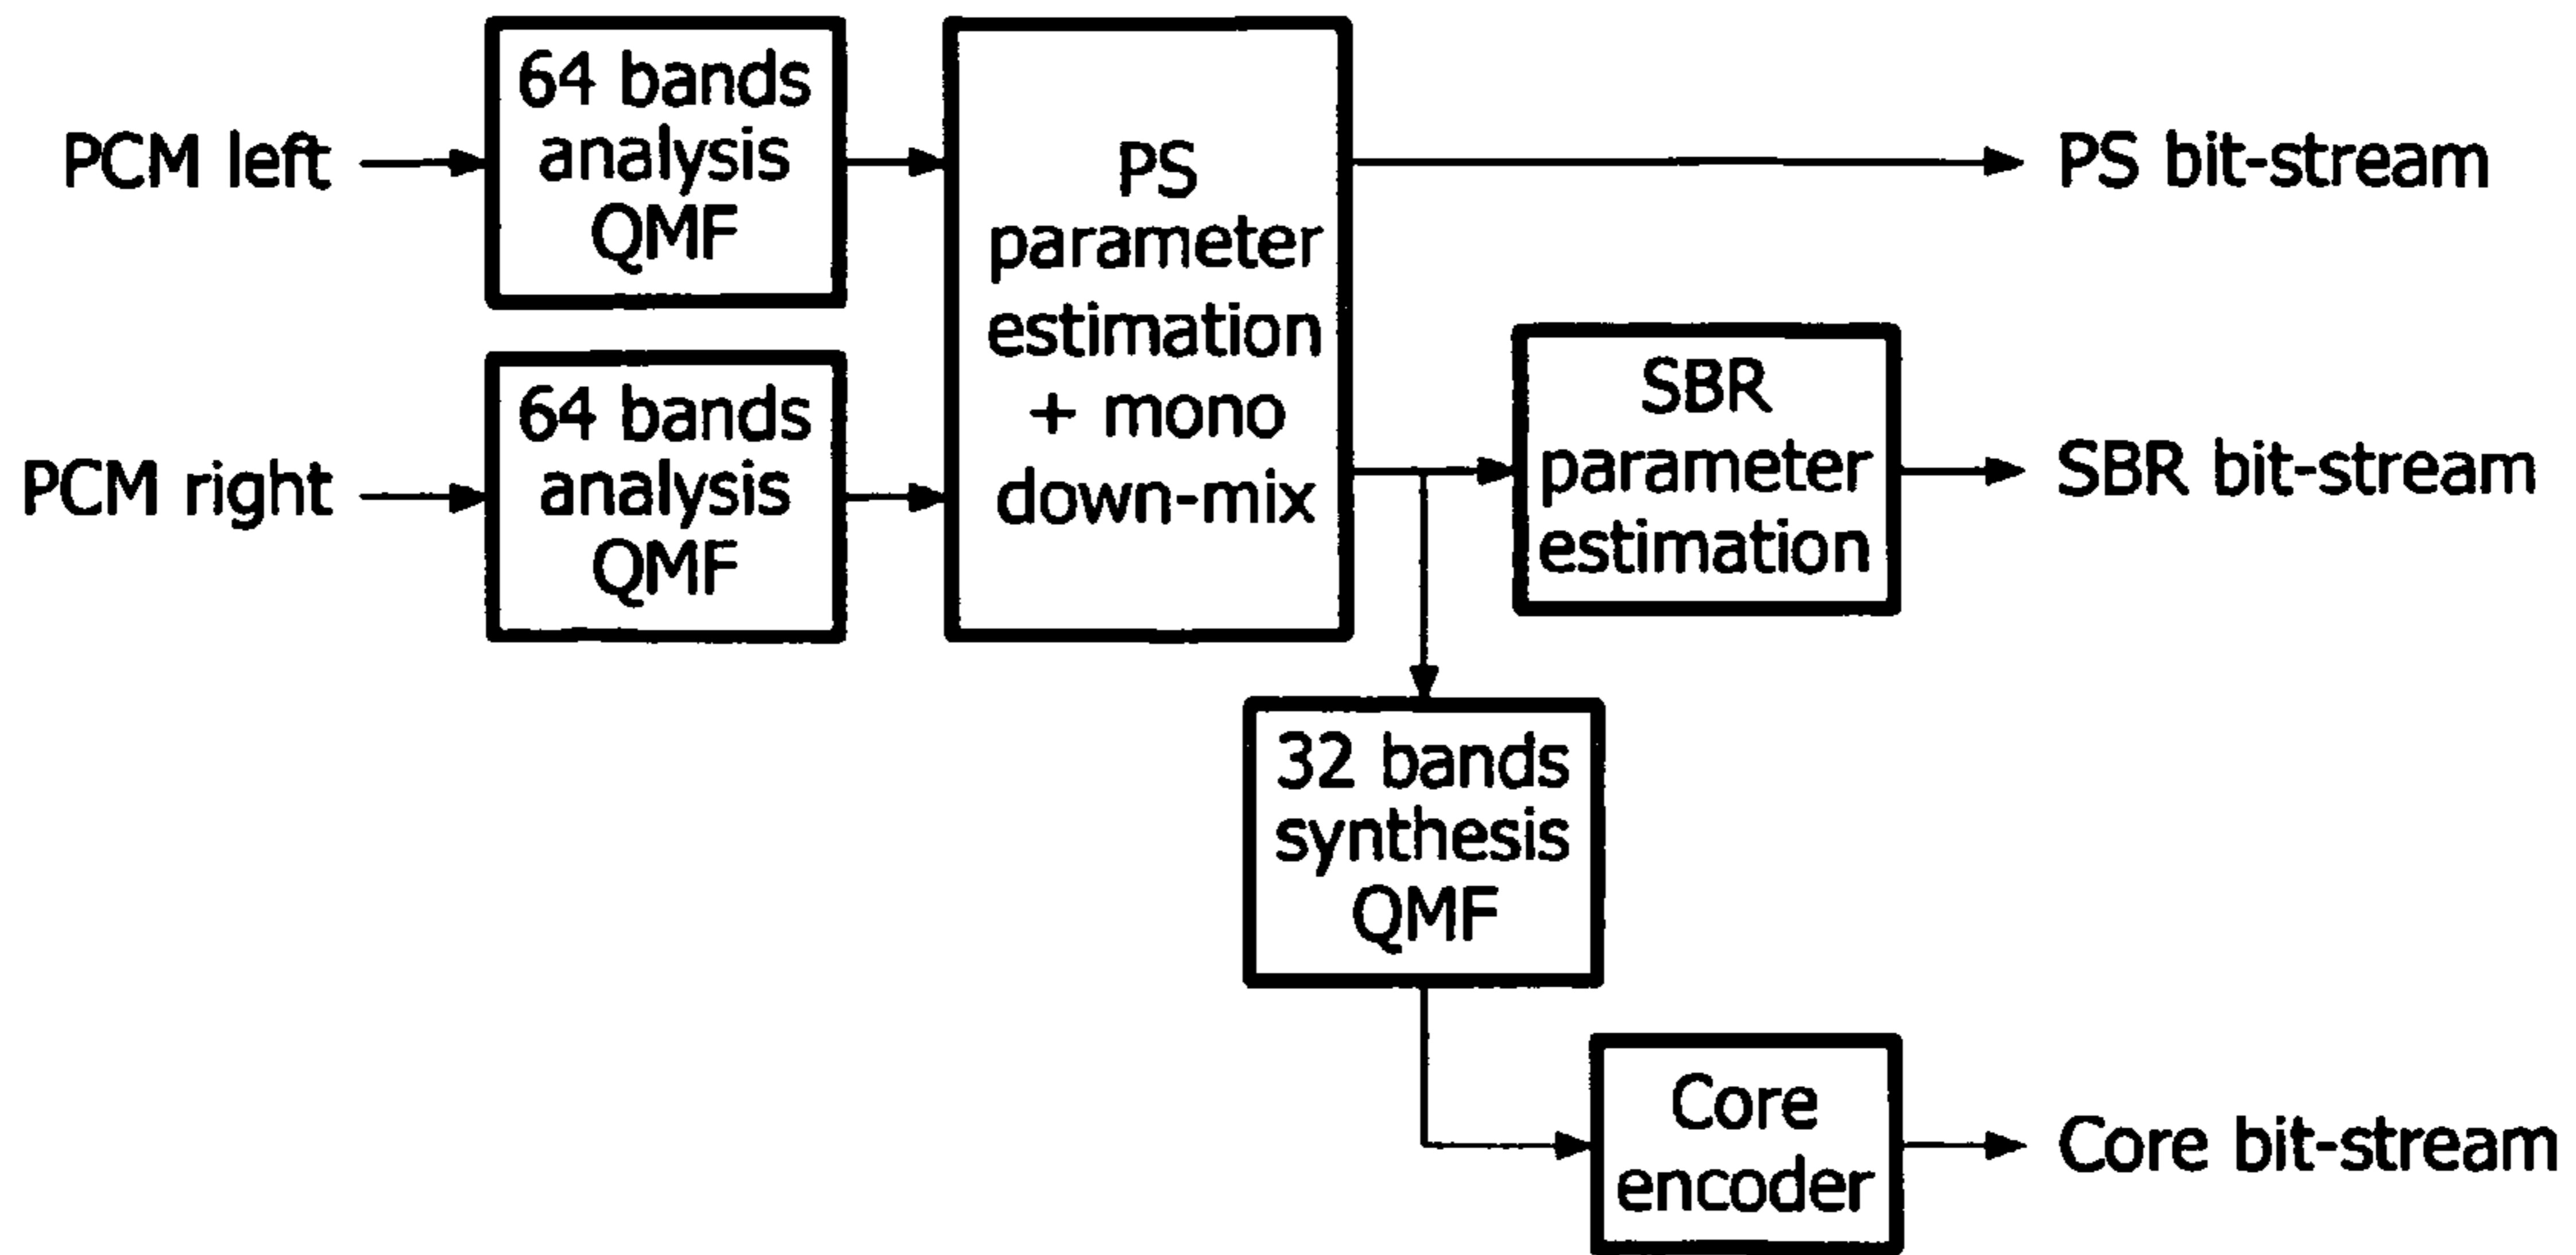 PCM left
64 bands
analysis
QMF
PCM right
64 bands
analysis
QMF
PS
parameter
estimation
+ mono
down-mix
PS bit-stream
SBR
parameter
estimation
SBR bit-stream
32 bands
synthesis
QMF
Core
encoder
Core bit-stream